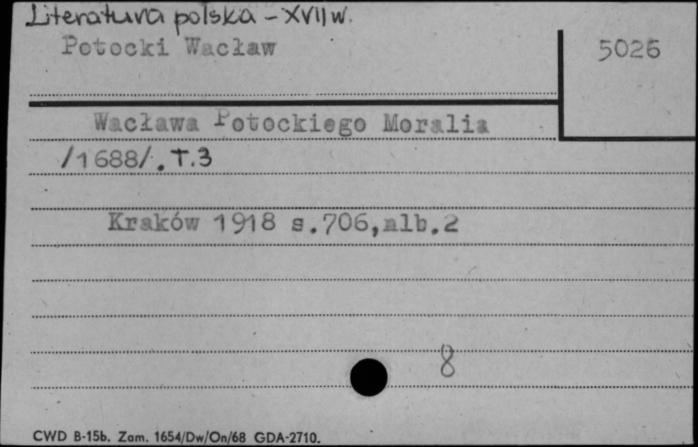 Literatura polska - XVII w.
Potocki Wacław
5026
Wacława Potockiego Moralia
/1688/. T.3
Kraków 1918 s.706,nlb.2
8
CWD B-15b. Zam. 1654/Dw/On/68 GDA-2710.